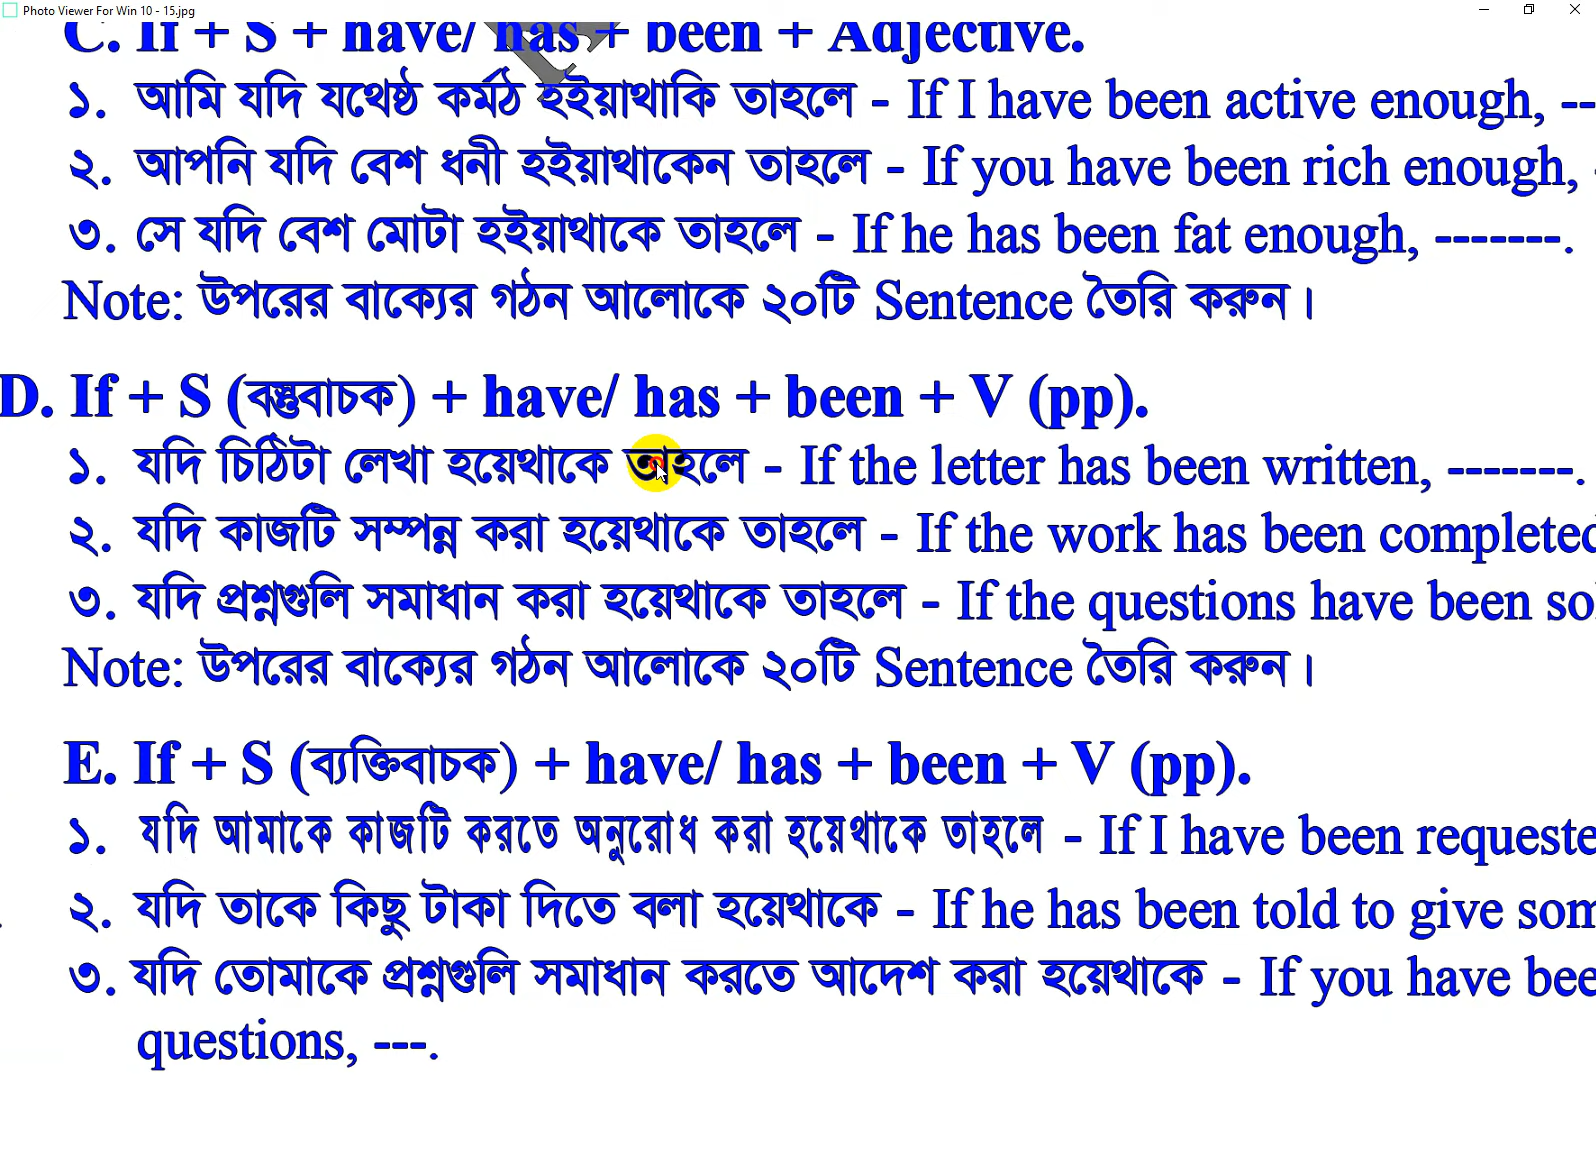 Photo Viewer For Win 10 - 15.jpg
C. If + S + have/ has + been + Adjective.
১. আমি যদি যথেষ্ঠ কর্মঠ হইয়াথাকি তাহলে - If I have been active enough, --
২. আপনি যদি বেশ ধনী হইয়াথাকেন তাহলে - If you have been rich enough, -
৩. সে যদি বেশ মোটা হইয়াথাকে তাহলে - If he has been fat enough, -------.
Note: উপরের বাক্যের গঠন আলোকে ২০টি Sentence তৈরি করুন।
D. If + S (বস্তুবাচক) + have/ has + been + V (pp).
১. যদি চিঠিটা লেখা হয়েথাকে তাহলে - If the letter has been written, -------.
২. যদি কাজটি সম্পন্ন করা হয়েথাকে তাহলে - If the work has been completed
৩. যদি প্রশ্নগুলি সমাধান করা হয়েথাকে তাহলে - If the questions have been so
Note: উপরের বাক্যের গঠন আলোকে ২০টি Sentence তৈরি করুন।
E. If + S (ব্যক্তিবাচক) + have/ has + been + V (pp).
১. যদি আমাকে কাজটি করতে অনুরোধ করা হয়েথাকে তাহলে - If I have been requeste
২. যদি তাকে কিছু টাকা দিতে বলা হয়েথাকে - If he has been told to give som
৩. যদি তোমাকে প্রশ্নগুলি সমাধান করতে আদেশ করা হয়েথাকে - If you have bee
questions, ---.